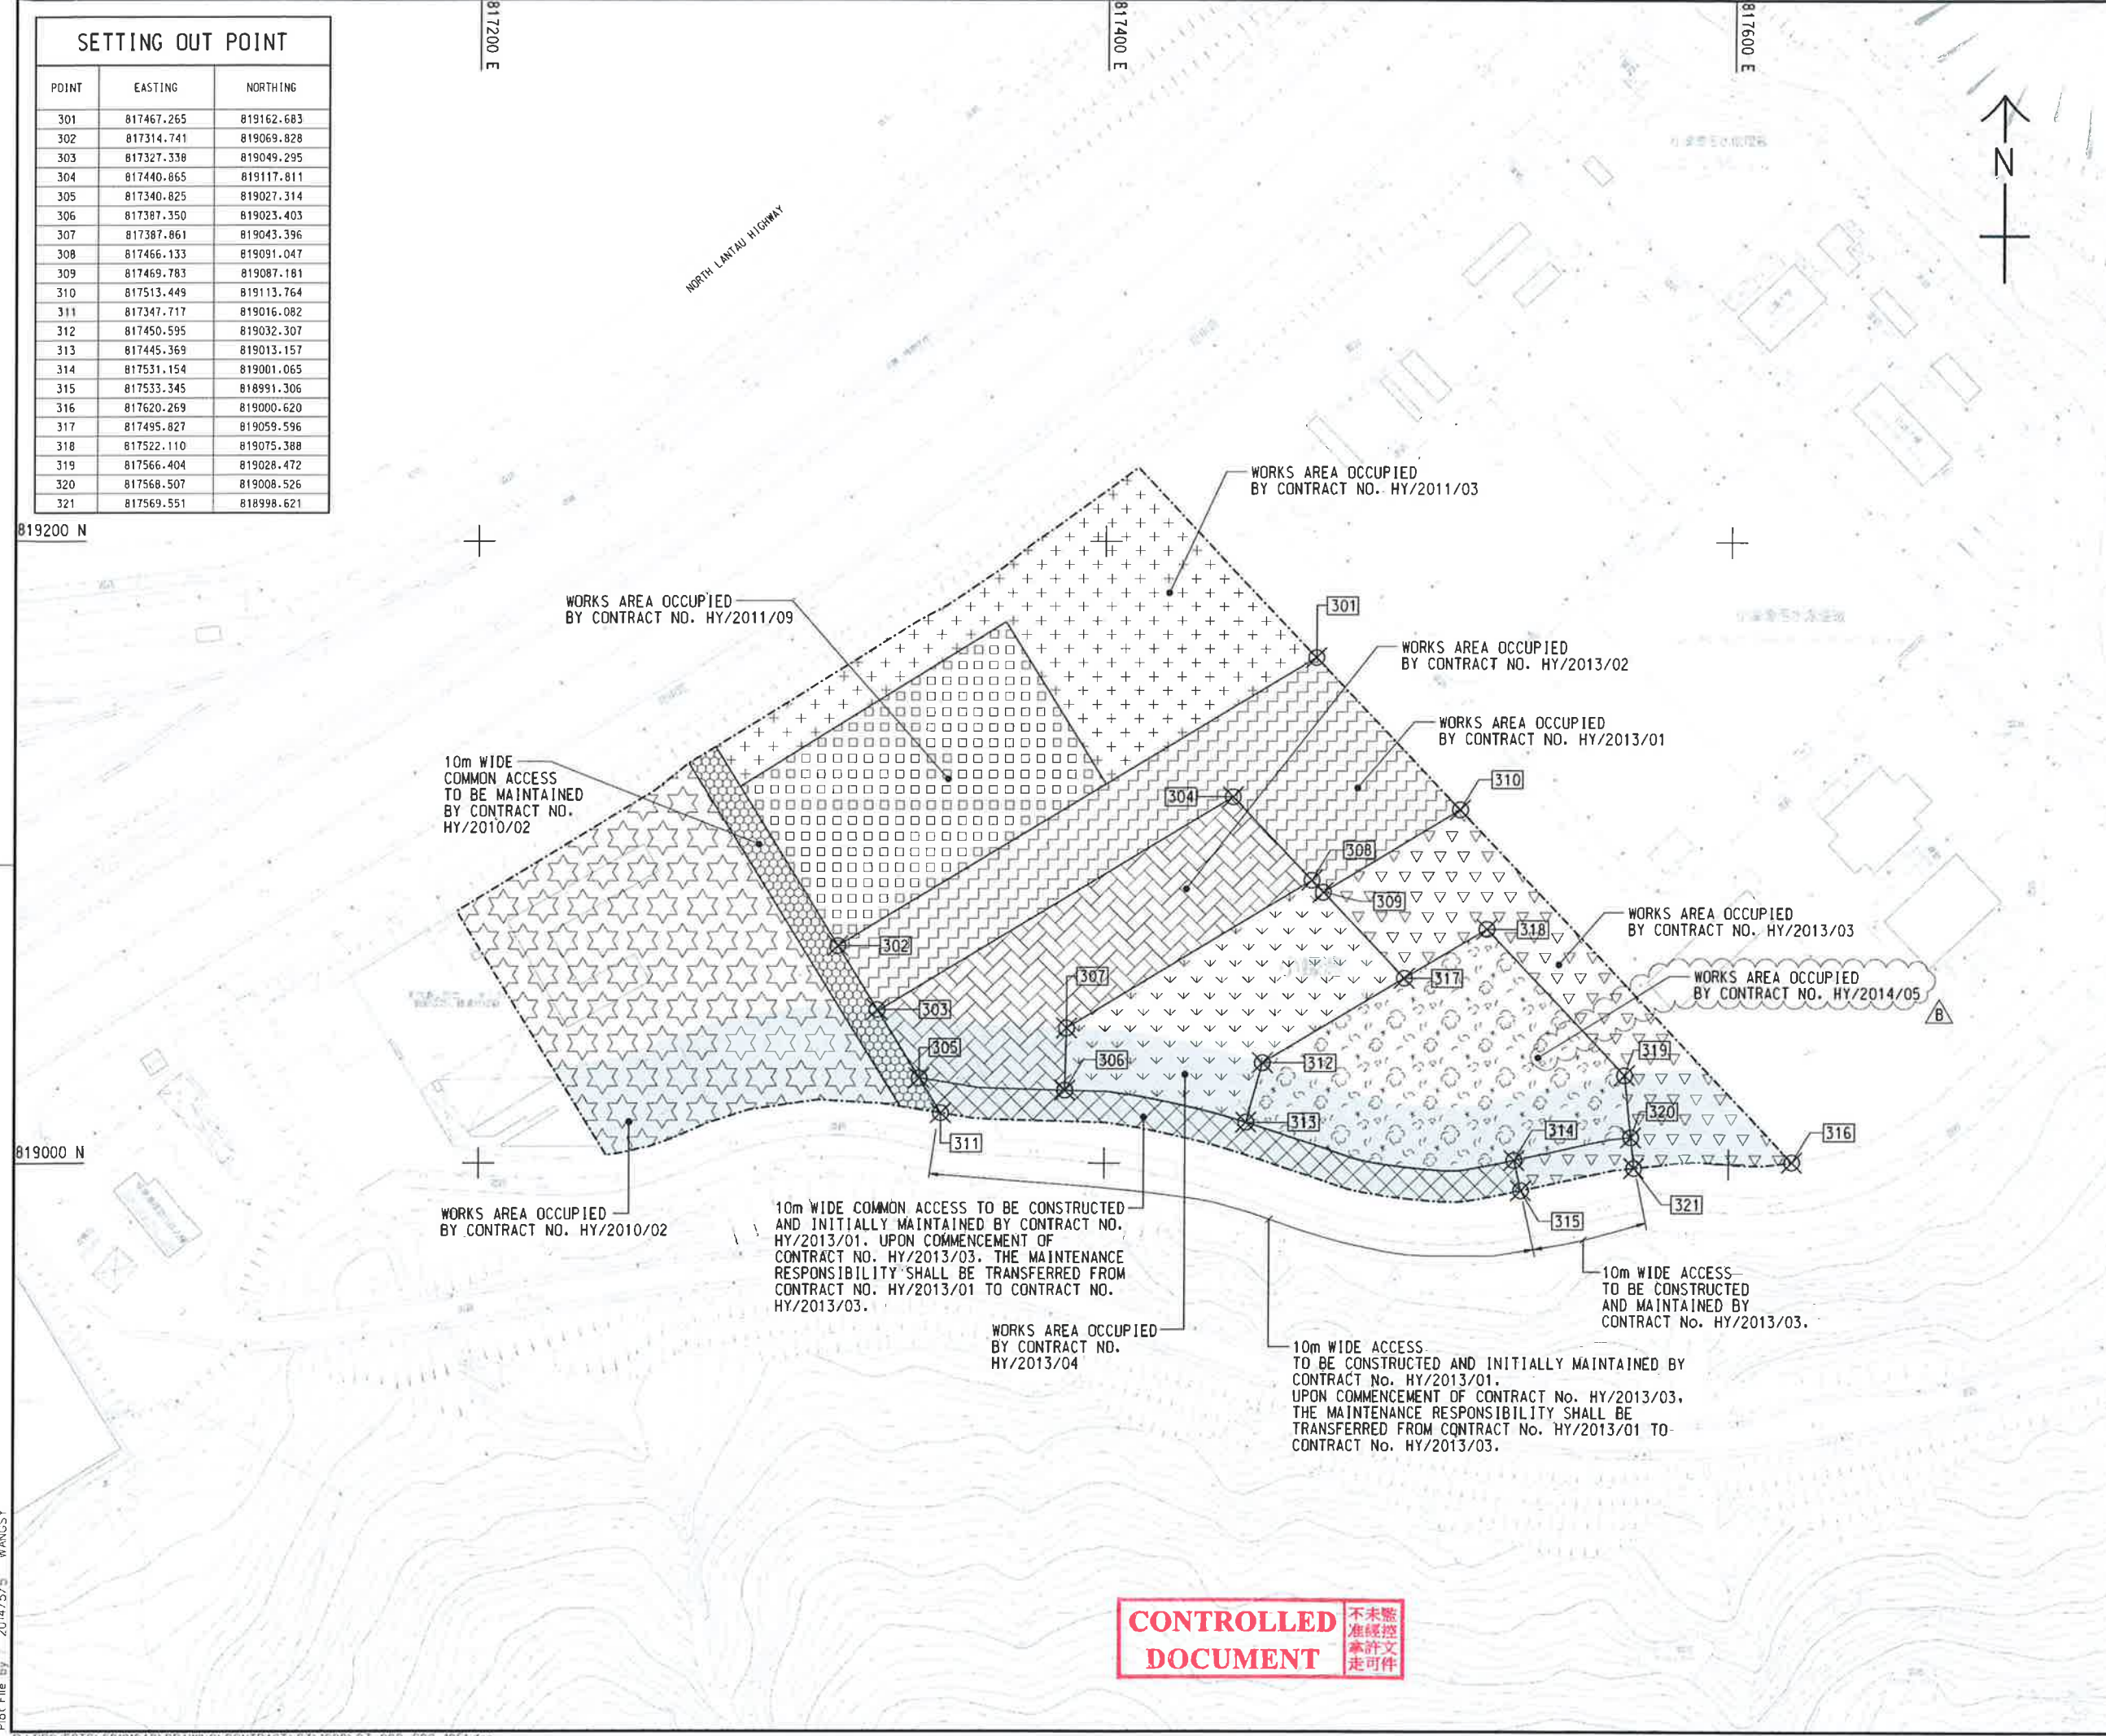 SETTING OUT POINT
POINT EASTING NORTHING
301 817467.265 819162.683
302 817314.741 819069.828
303 817327.338 819049.295
304 817440.865 819117.811
305 817340.825 819027.314
306 817387.350 819023.403
307 817387.861 819043.396
308 817466.133 819091.047
309 817469.783 819087.181
310 817513.449 819113.764
311 817347.717 819016.082
312 817450.595 819032.307
313 817445.369 819013.157
314 817531.154 819001.065
315 817533.345 818991.306
316 817620.269 819000.620
317 817495.827 819059.596
318 817522.110 819075.388
319 817566.404 819028.472
320 817568.507 819008.526
321 817569.551 818998.621
817200 E
817400 E
817600 E
N
NORTH LANTAU HIGHWAY
819200 N
WORKS AREA OCCUPIED
BY CONTRACT NO. HY/2011/03
WORKS AREA OCCUPIED
BY CONTRACT NO. HY/2011/09
301
WORKS AREA OCCUPIED
BY CONTRACT NO. HY/2013/02
WORKS AREA OCCUPIED
BY CONTRACT NO. HY/2013/01
10m WIDE
COMMON ACCESS
TO BE MAINTAINED
BY CONTRACT NO.
HY/2010/02
304
310
308
309
302
318
WORKS AREA OCCUPIED
BY CONTRACT NO. HY/2013/03
307
317
WORKS AREA OCCUPIED
BY CONTRACT NO. HY/2014/05
B
303
305
306
312
319
313
320
314
316
311
315
321
819000 N
WORKS AREA OCCUPIED
BY CONTRACT NO. HY/2010/02
10m WIDE COMMON ACCESS TO BE CONSTRUCTED
AND INITIALLY MAINTAINED BY CONTRACT NO.
HY/2013/01. UPON COMMENCEMENT OF
CONTRACT NO. HY/2013/03. THE MAINTENANCE
RESPONSIBILITY SHALL BE TRANSFERRED FROM
CONTRACT NO. HY/2013/01 TO CONTRACT NO.
HY/2013/03.
WORKS AREA OCCUPIED
BY CONTRACT NO.
HY/2013/04
10m WIDE ACCESS
TO BE CONSTRUCTED
AND MAINTAINED BY
CONTRACT No. HY/2013/03.
10m WIDE ACCESS
TO BE CONSTRUCTED AND INITIALLY MAINTAINED BY
CONTRACT No. HY/2013/01.
UPON COMMENCEMENT OF CONTRACT No. HY/2013/03,
THE MAINTENANCE RESPONSIBILITY SHALL BE
TRANSFERRED FROM CONTRACT No. HY/2013/01 TO
CONTRACT No. HY/2013/03.
CONTROLLED
DOCUMENT
監控文件
未經許可
不准拿走
Plot File by 2014/5/5 WANGSY